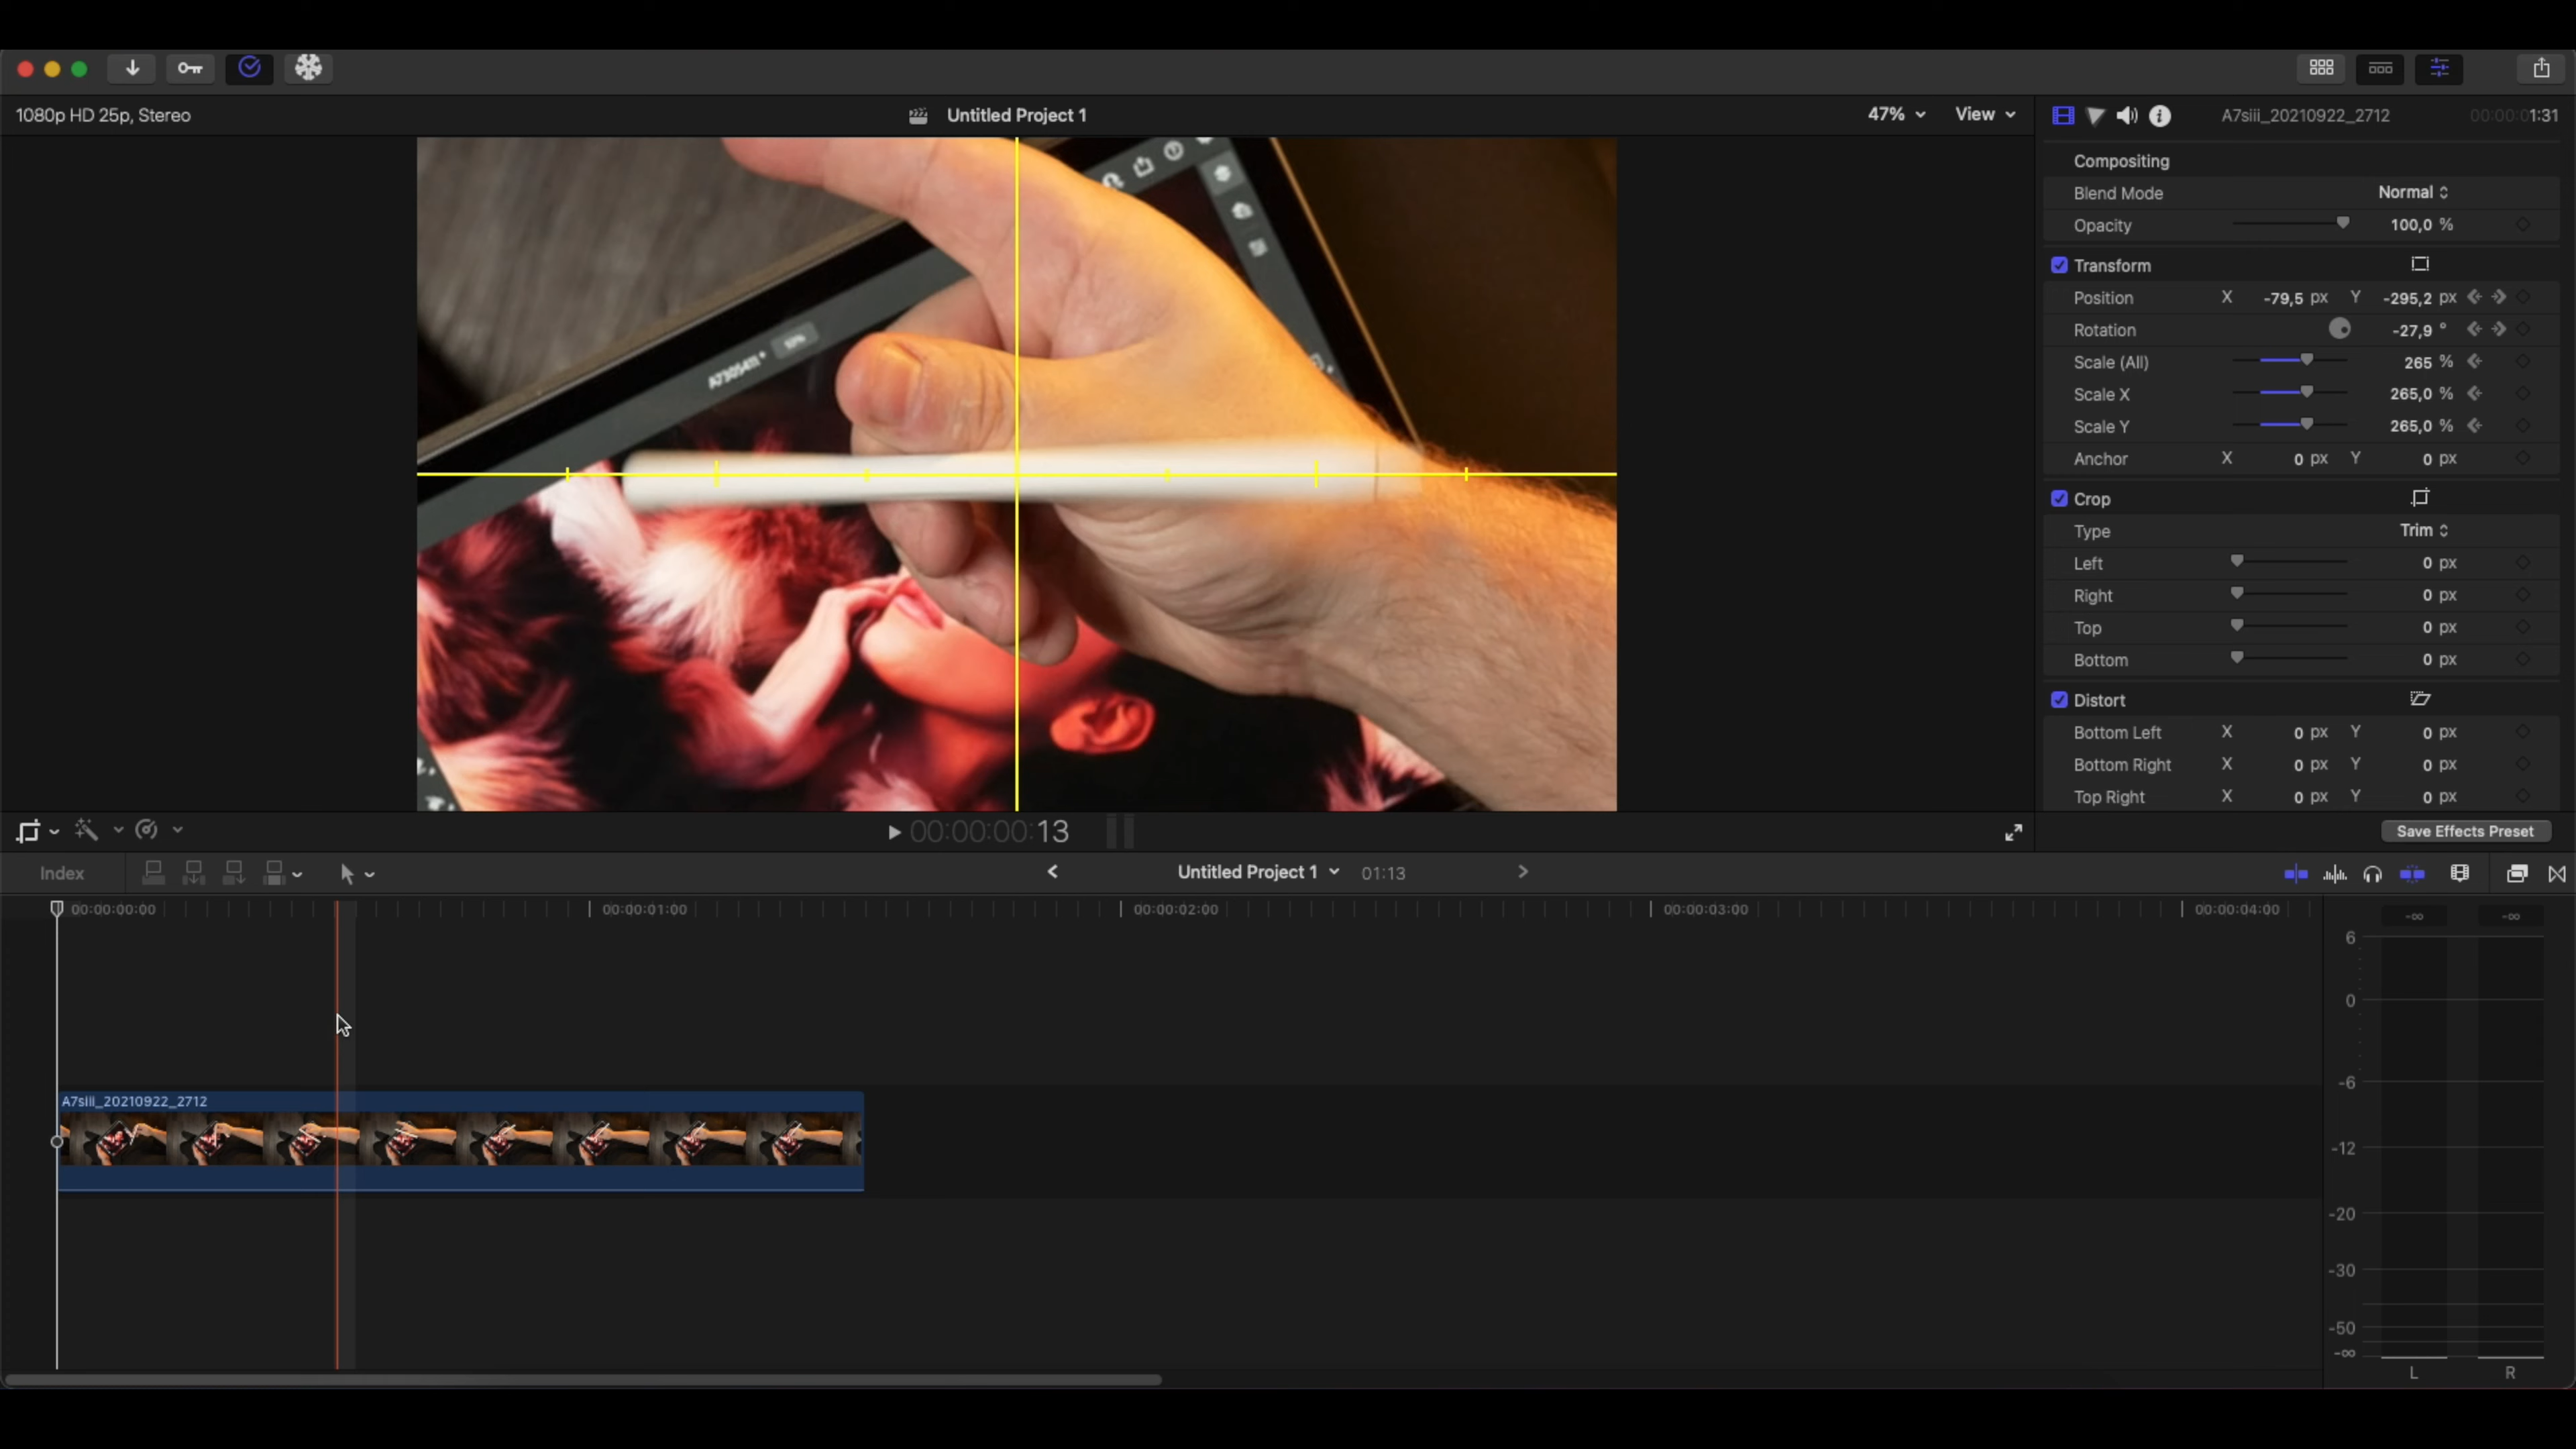 1080p HD 25p, Stereo
Untitled Project 1
47%
View
A7siii_20210922_2712
00:00:01:31
Compositing
Blend Mode
Normal
Opacity
100,0 %
Transform
Position X -79,5 px Y -295,2 px
Rotation -27,9 °
Scale (All) 265 %
Scale X 265,0 %
Scale Y 265,0 %
Anchor X 0 px Y 0 px
Crop
Type Trim
Left 0 px
Right 0 px
Top 0 px
Bottom 0 px
Distort
Bottom Left X 0 px Y 0 px
Bottom Right X 0 px Y 0 px
Top Right X 0 px Y 0 px
A7305411*
00:00:00:13
Save Effects Preset
Index
Untitled Project 1
01:13
00:00:00:00
00:00:01:00
00:00:02:00
00:00:03:00
00:00:04:00
-∞ -∞
A7siii_20210922_2712
6
0
-6
-12
-20
-30
-50
-∞
L R